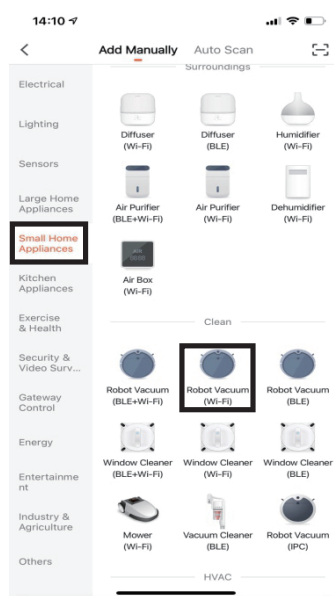 14:10
Add Manually Auto Scan
Electrical
Lighting
Sensors
Large Home
Appliances
Small Home
Appliances
Kitchen
Appliances
Exercise
& Health
Security &
Video Surv...
Gateway
Control
Energy
Entertainme
nt
Industry &
Agriculture
Others
Surroundings
Diffuser
(Wi-Fi)
Diffuser
(BLE)
Humidifier
(Wi-Fi)
Air Purifier
(BLE+Wi-Fi)
Air Purifier
(Wi-Fi)
Dehumidifier
(Wi-Fi)
Air Box
(Wi-Fi)
Clean
Robot Vacuum
(BLE+Wi-Fi)
Robot Vacuum
(Wi-Fi)
Robot Vacuum
(BLE)
Window Cleaner
(BLE+Wi-Fi)
Window Cleaner
(Wi-Fi)
Window Cleaner
(BLE)
Mower
(Wi-Fi)
Vacuum Cleaner
(BLE)
Robot Vacuum
(IPC)
HVAC